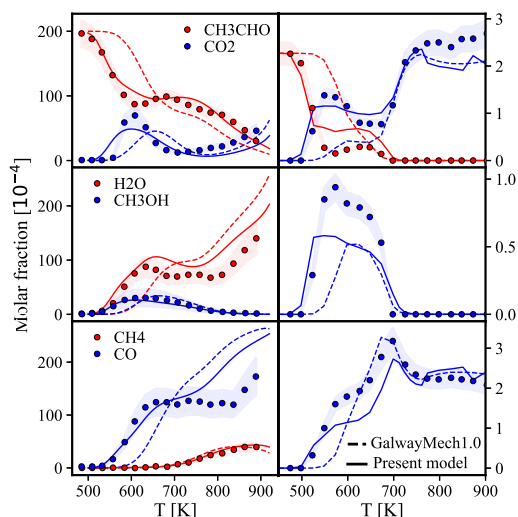 CH3CHO
CO2
200
100
0
3
2
1
0
H2O
CH3OH
200
100
0
1.0
0.5
0.0
CH4
CO
200
100
0
3
2
1
0
GalwayMech1.0
Present model
Molar fraction [10⁻⁴]
500 600 700 800 900
500 600 700 800 900
T [K]
T [K]